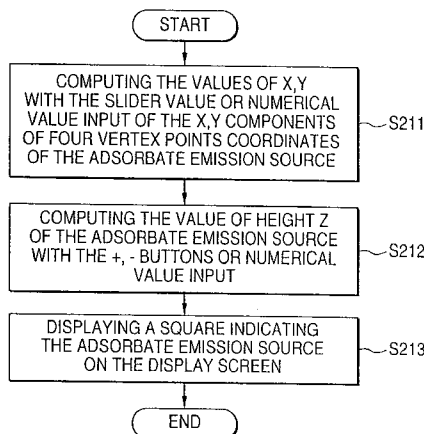 START
COMPUTING THE VALUES OF X,Y
WITH THE SLIDER VALUE OR NUMERICAL
VALUE INPUT OF THE X,Y COMPONENTS
OF FOUR VERTEX POINTS COORDINATES
OF THE ADSORBATE EMISSION SOURCE
S211
COMPUTING THE VALUE OF HEIGHT Z
OF THE ADSORBATE EMISSION SOURCE
WITH THE +, - BUTTONS OR NUMERICAL
VALUE INPUT
S212
DISPLAYING A SQUARE INDICATING
THE ADSORBATE EMISSION SOURCE
ON THE DISPLAY SCREEN
S213
END